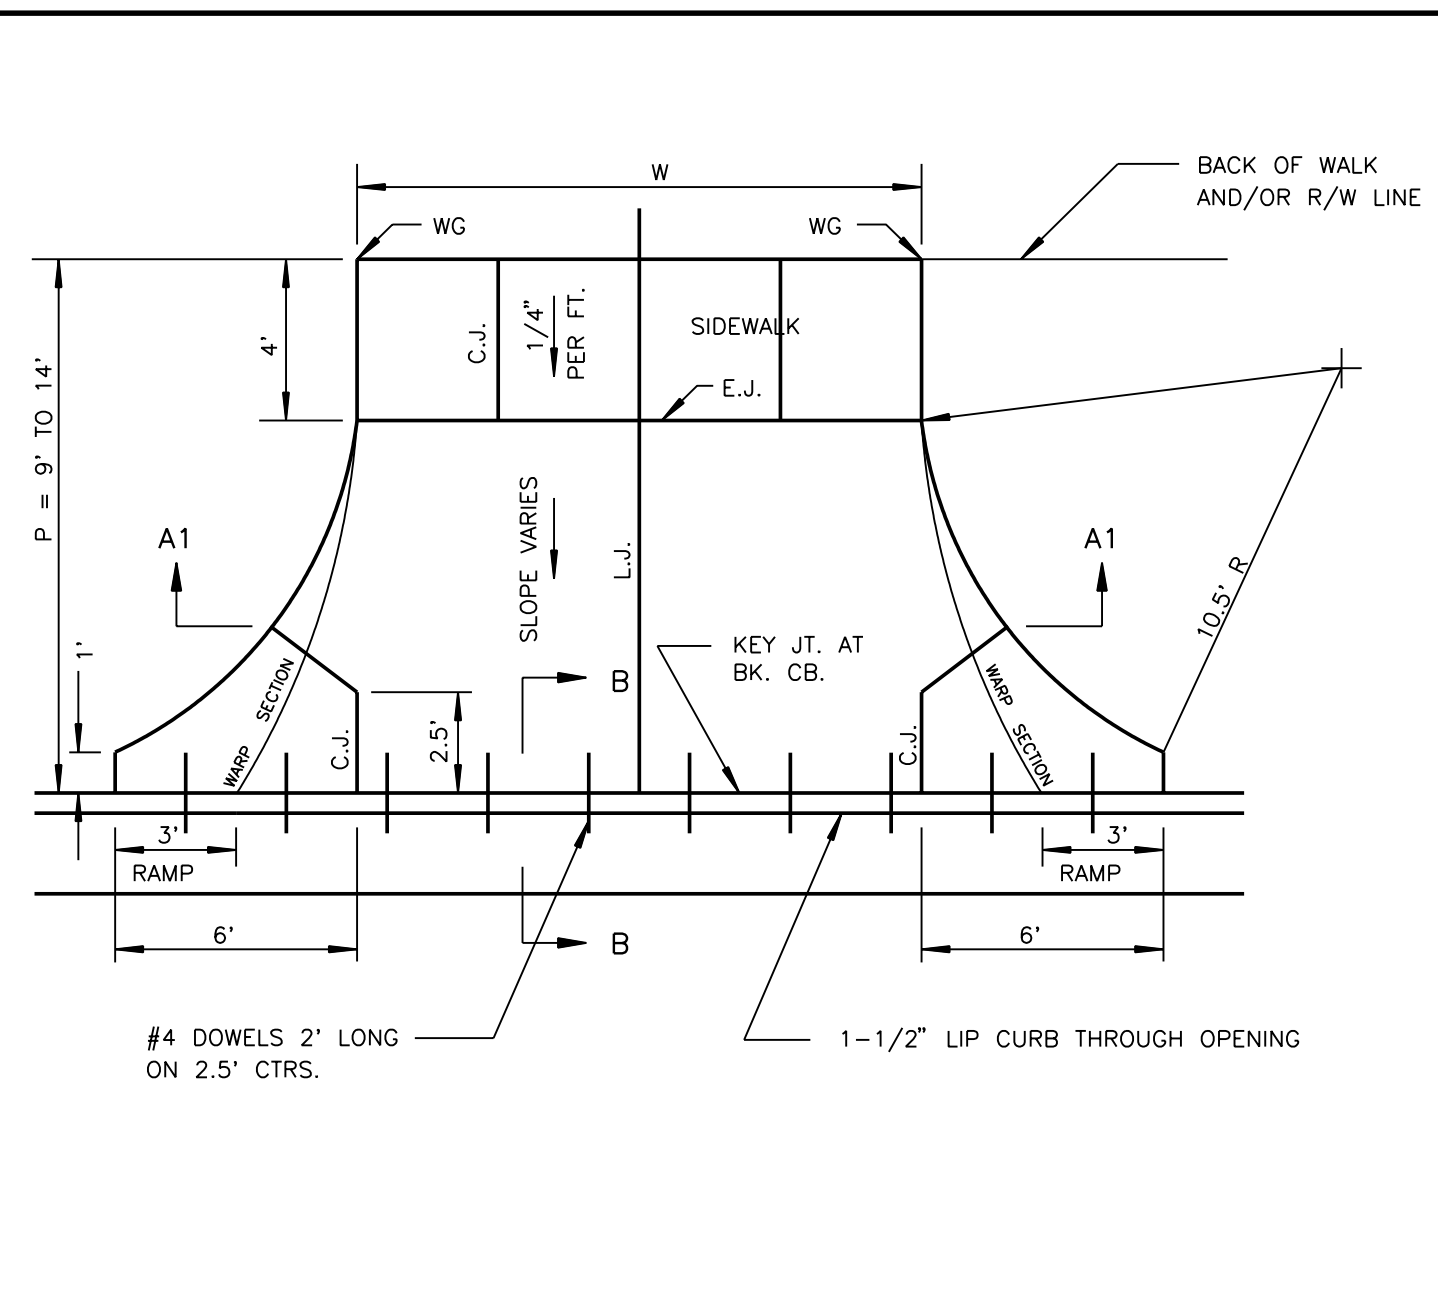 W
BACK OF WALK
AND/OR R/W LINE
WG
WG
4'
C.J.
1/4"
PER FT.
SIDEWALK
E.J.
P = 9' TO 14'
A1
A1
SLOPE VARIES
L.J.
10.5' R
1'
KEY JT. AT
BK. CB.
B
WARP SECTION
WARP SECTION
C.J.
2.5'
C.J.
3'
RAMP
3'
RAMP
6'
6'
B
#4 DOWELS 2' LONG
ON 2.5' CTRS.
1-1/2" LIP CURB THROUGH OPENING